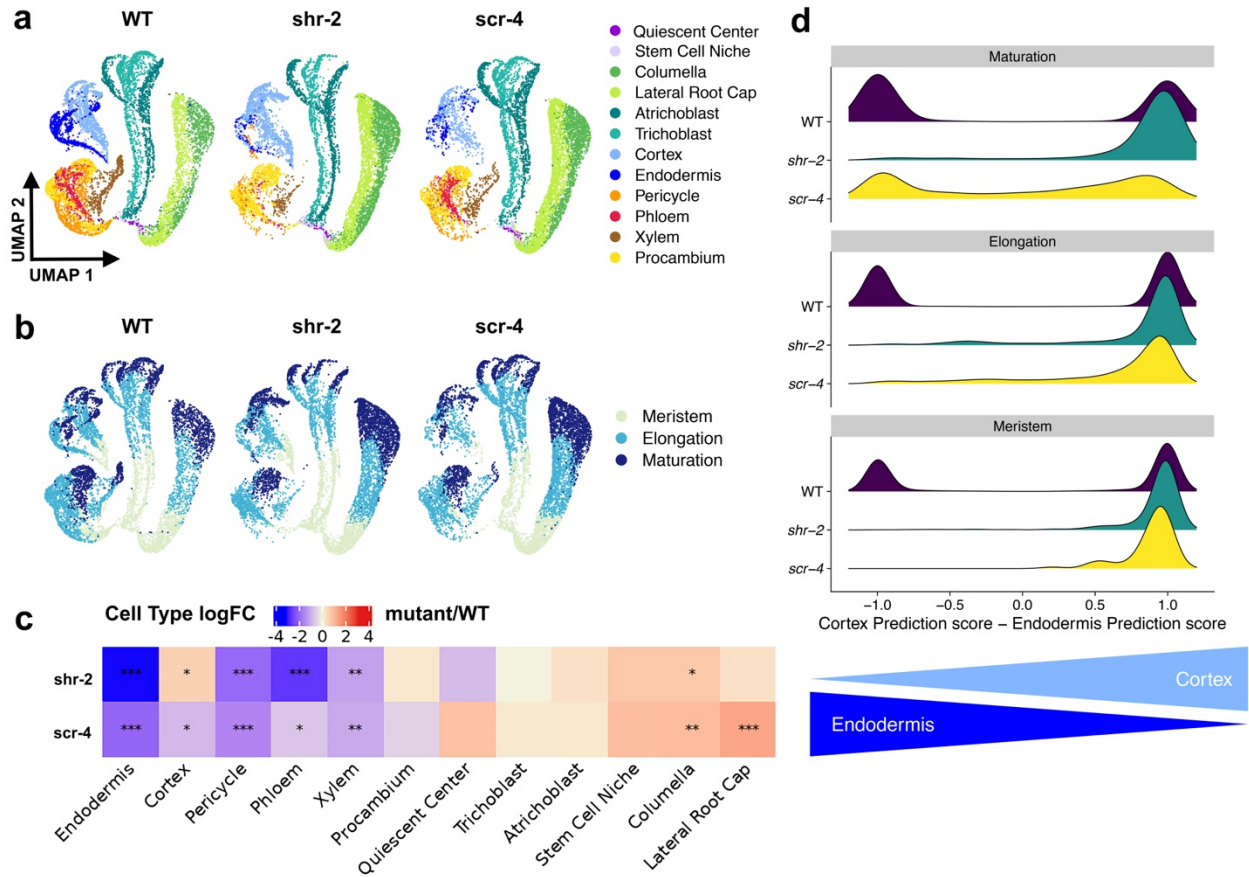 a
WT
shr-2
scr-4
Quiescent Center
Stem Cell Niche
Columella
Lateral Root Cap
Atrichoblast
Trichoblast
Cortex
Endodermis
Pericycle
Phloem
Xylem
Procambium
UMAP 2
UMAP 1
b
WT
shr-2
scr-4
Meristem
Elongation
Maturation
c
Cell Type logFC
mutant/WT
-4 -2 0 2 4
shr-2
*** * *** *** ** *
scr-4
*** * *** * ** ** ***
Endodermis
Cortex
Pericycle
Phloem
Xylem
Procambium
Quiescent Center
Trichoblast
Atrichoblast
Stem Cell Niche
Columella
Lateral Root Cap
d
Maturation
WT
shr−2
scr−4
Elongation
WT
shr−2
scr−4
Meristem
WT
shr−2
scr−4
−1.0 −0.5 0.0 0.5 1.0
Cortex Prediction score − Endodermis Prediction score
Cortex
Endodermis